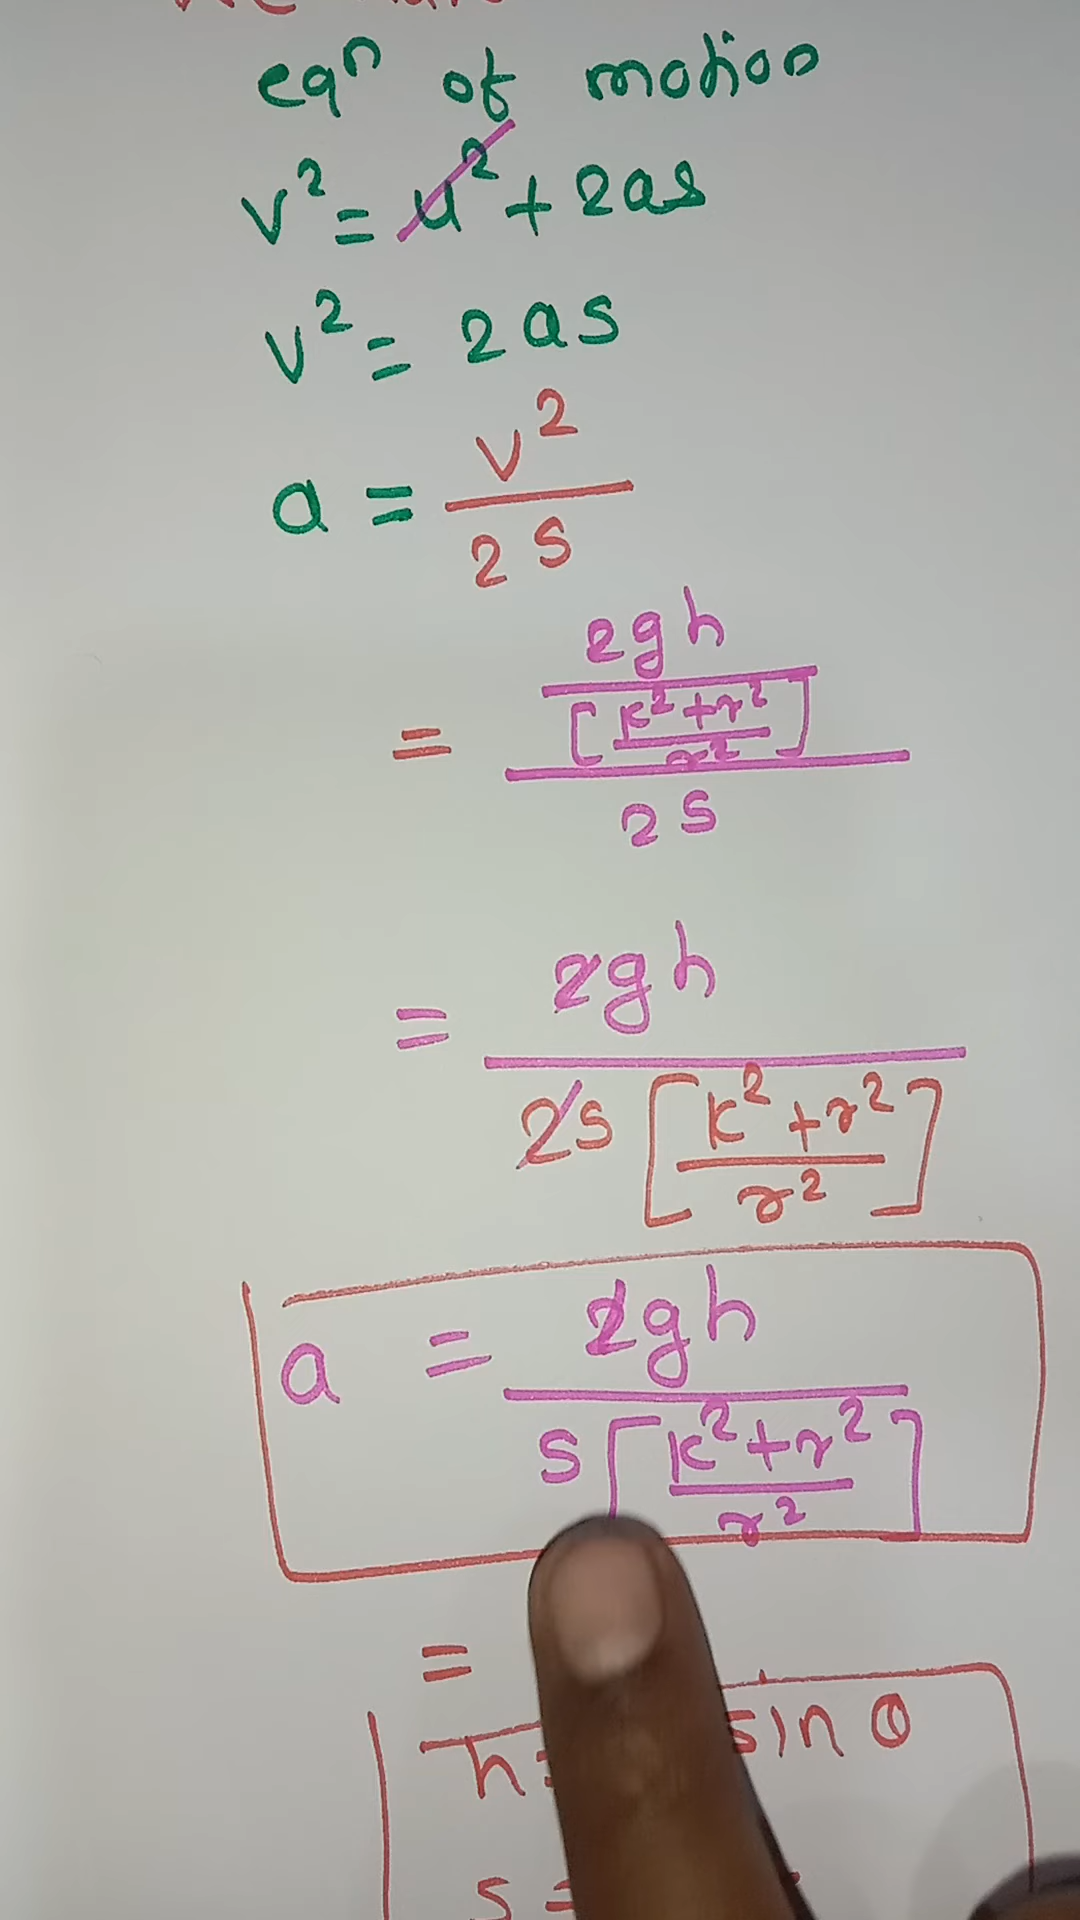 eqⁿ of motion
v² = u² + 2as
v² = 2as
a = v² / 2s
= 2gh / [k² + r² / r²] / 2s
= 2gh / 2s [k² + r² / r²]
a = 2gh / s [k² + r² / r²]
=
h = sin θ
s =